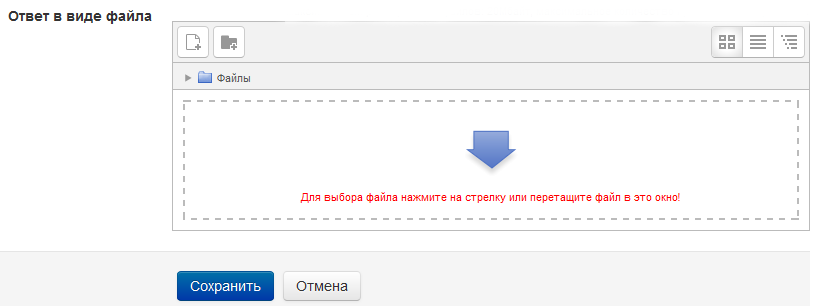 Ответ в виде файла
Файлы
Для выбора файла нажмите на стрелку или перетащите файл в это окно!
Сохранить
Отмена